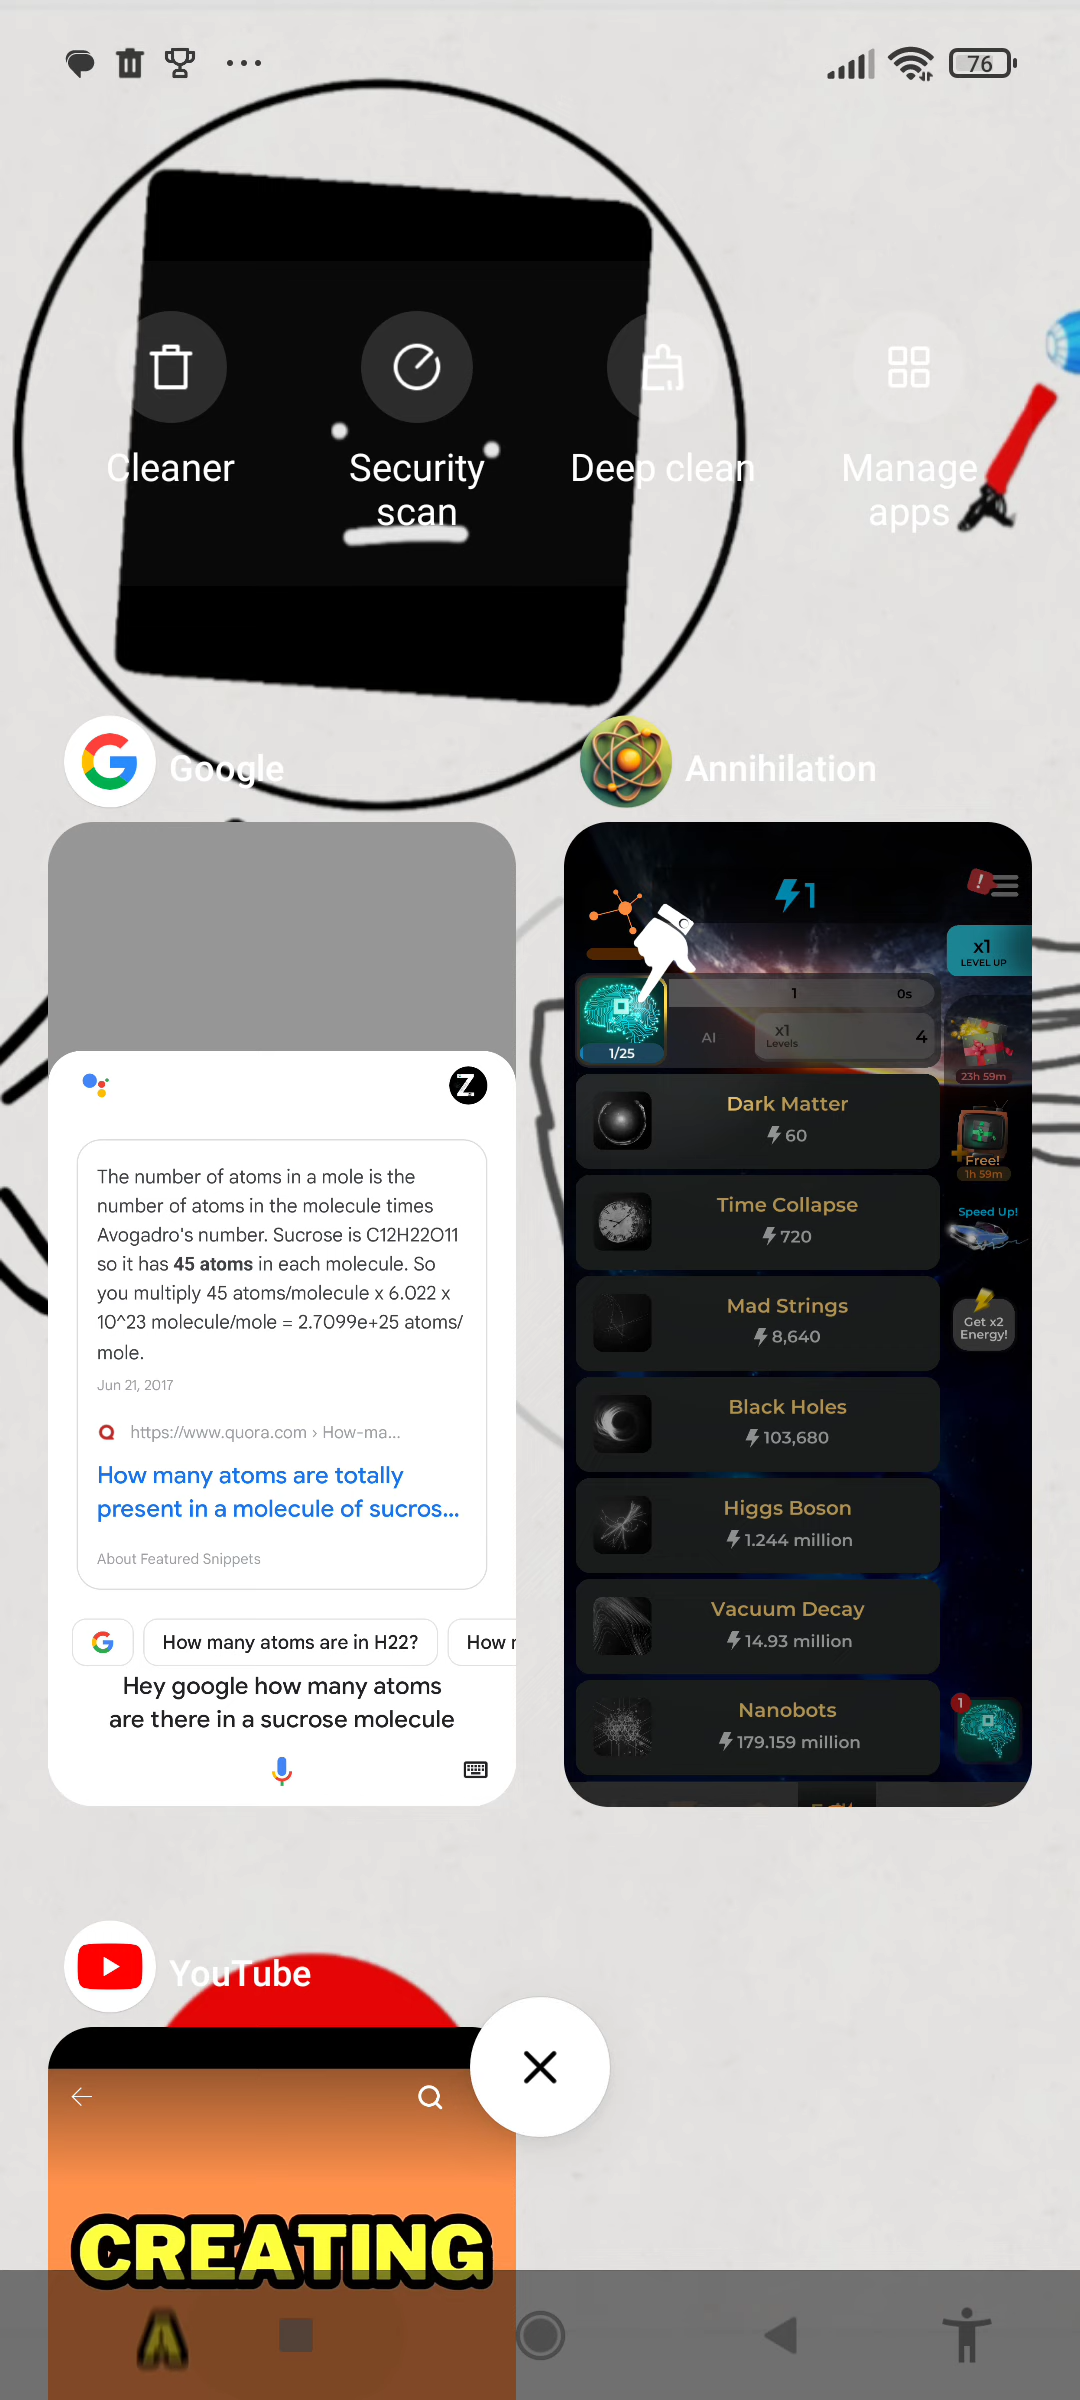 76
Cleaner
Security
scan
Deep clean
Manage
apps
Google
Z
The number of atoms in a mole is the
number of atoms in the molecule times
Avogadro's number. Sucrose is C12H22O11
so it has 45 atoms in each molecule. So
you multiply 45 atoms/molecule x 6.022 x
10^23 molecule/mole = 2.7099e+25 atoms/
mole.
Jun 21, 2017
https://www.quora.com › How-ma...
How many atoms are totally
present in a molecule of sucros...
About Featured Snippets
How many atoms are in H22?
How
Hey google how many atoms
are there in a sucrose molecule
Annihilation
1
!
x1
LEVEL UP
1
0s
AI
x1
Levels
4
1/25
23h 59m
Dark Matter
60
Free!
1h 59m
Time Collapse
720
Speed Up!
Mad Strings
8,640
Get x2
Energy!
Black Holes
103,680
Higgs Boson
1.244 million
Vacuum Decay
14.93 million
Nanobots
179.159 million
1
YouTube
CREATING
A